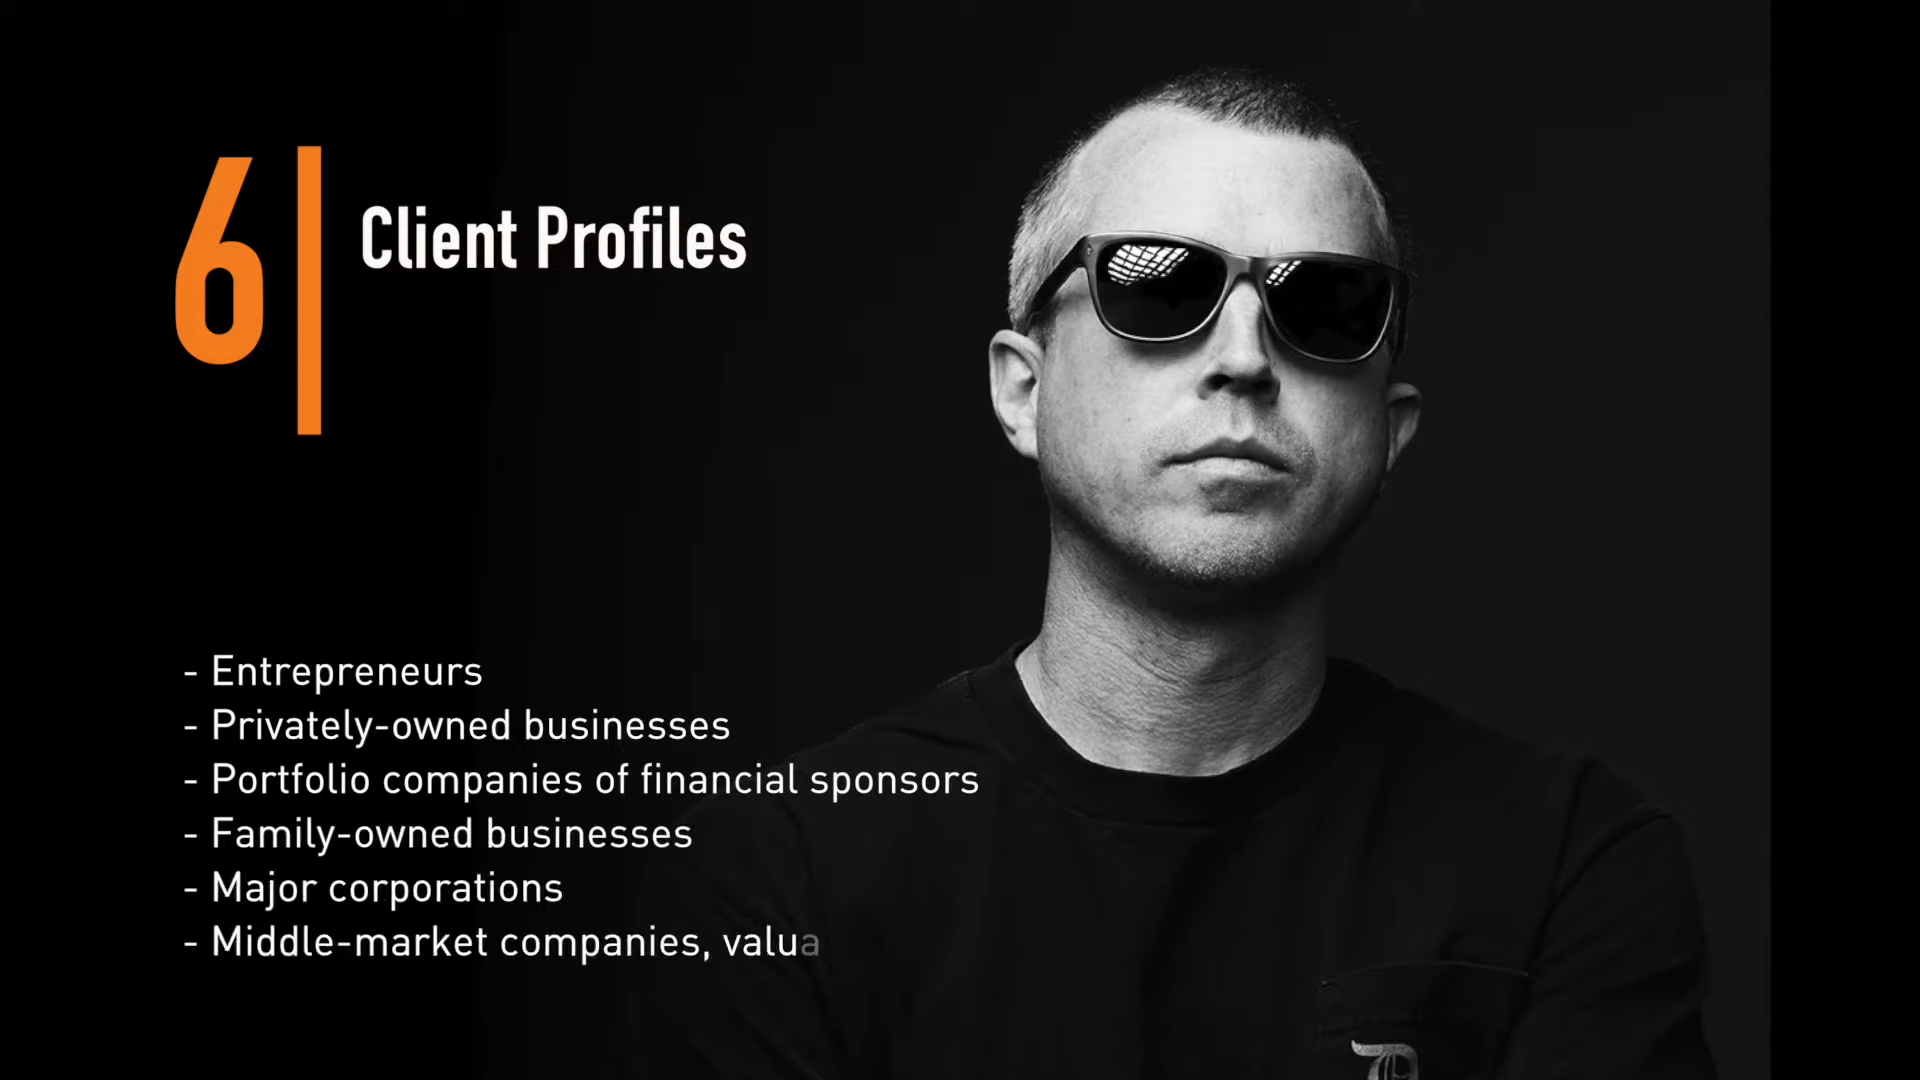 6
Client Profiles
- Entrepreneurs
- Privately-owned businesses
- Portfolio companies of financial sponsors
- Family-owned businesses
- Major corporations
- Middle-market companies, valua